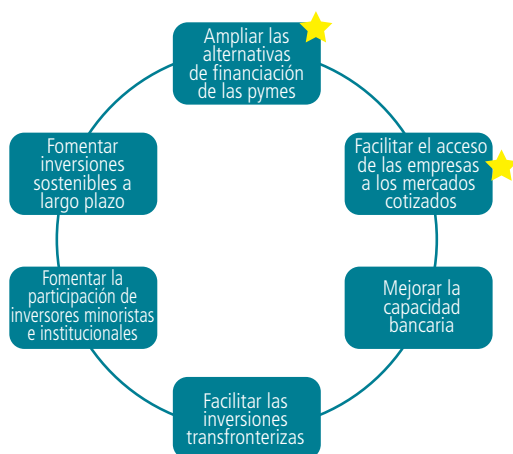 Ampliar las
alternativas
de financiación
de las pymes
Facilitar el acceso
de las empresas
a los mercados
cotizados
Mejorar la
capacidad
bancaria
Facilitar las
inversiones
transfronterizas
Fomentar la
participación de
inversores minoristas
e institucionales
Fomentar
inversiones
sostenibles a
largo plazo